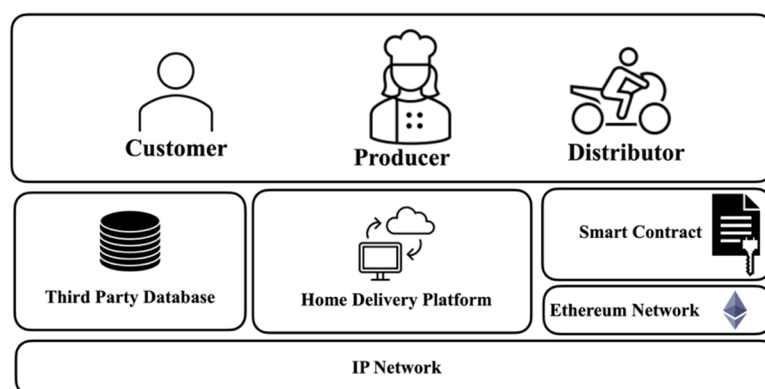 Customer
Producer
Distributor
Third Party Database
Home Delivery Platform
Smart Contract
Ethereum Network
IP Network